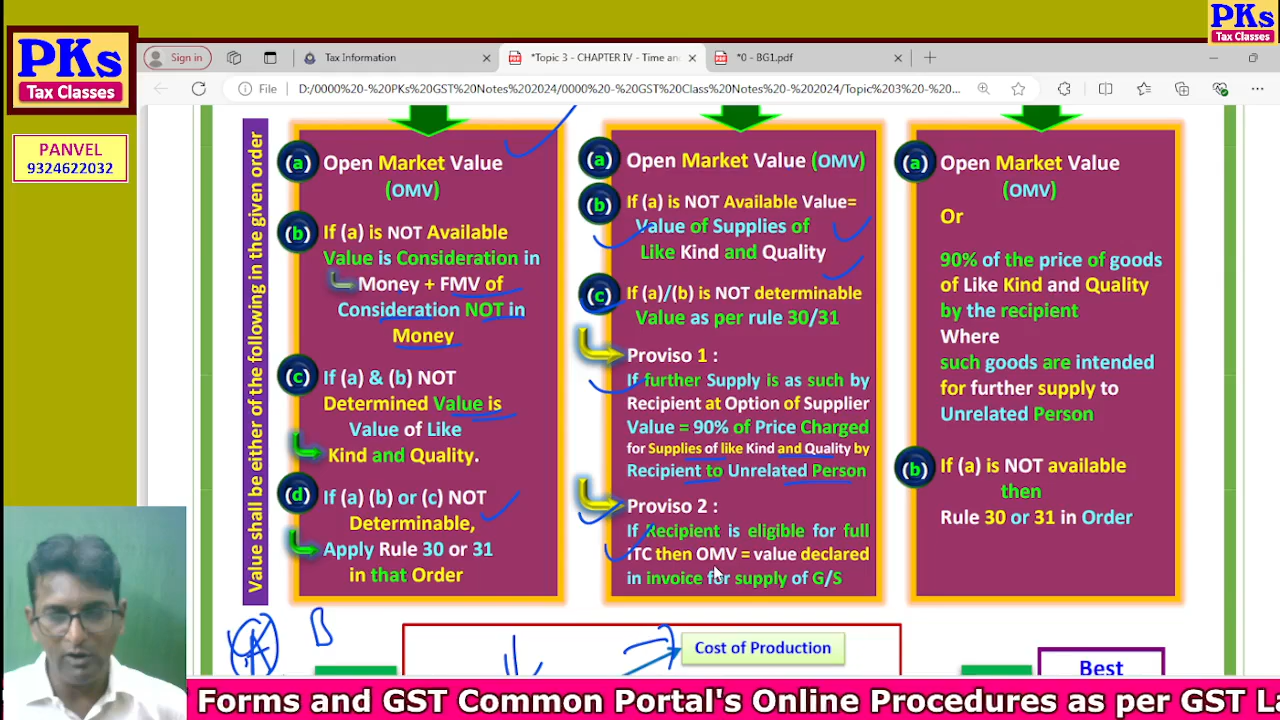 PKs
Tax Classes
PKs
Tax Classes
PANVEL
9324622032
Sign in
Tax Information
*Topic 3 - CHAPTER IV - Time an
*0 - BG1.pdf
File
D:/0000%20-%20PKs%20GST%20Notes%202024/0000%20-%20GST%20Class%20Notes%202024/Topic%203%20-%20...
Value shall be either of the following in the given order
(a) Open Market Value
(OMV)
(b) If (a) is NOT Available
Value is Consideration in
Money + FMV of
Consideration NOT in
Money
(c) If (a) & (b) NOT
Determined Value is
Value of Like
Kind and Quality.
(d) If (a) (b) or (c) NOT
Determinable,
Apply Rule 30 or 31
in that Order
(a) Open Market Value (OMV)
(b) If (a) is NOT Available Value=
Value of Supplies of
Like Kind and Quality
(c) If (a)/(b) is NOT determinable
Value as per rule 30/31
Proviso 1 :
If further Supply is as such by
Recipient at Option of Supplier
Value = 90% of Price Charged
for Supplies of like Kind and Quality by
Recipient to Unrelated Person
Proviso 2 :
If Recipient is eligible for full
ITC then OMV = value declared
in invoice for supply of G/S
(a) Open Market Value
(OMV)
Or
90% of the price of goods
of Like Kind and Quality
by the recipient
Where
such goods are intended
for further supply to
Unrelated Person
(b) If (a) is NOT available
then
Rule 30 or 31 in Order
A B
Cost of Production
Best
Forms and GST Common Portal's Online Procedures as per GST La